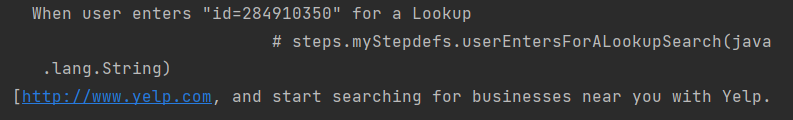 When user enters "id=284910350" for a Lookup
# steps.myStepdefs.userEntersForALookupSearch(java
.lang.String)
[http://www.yelp.com, and start searching for businesses near you with Yelp.